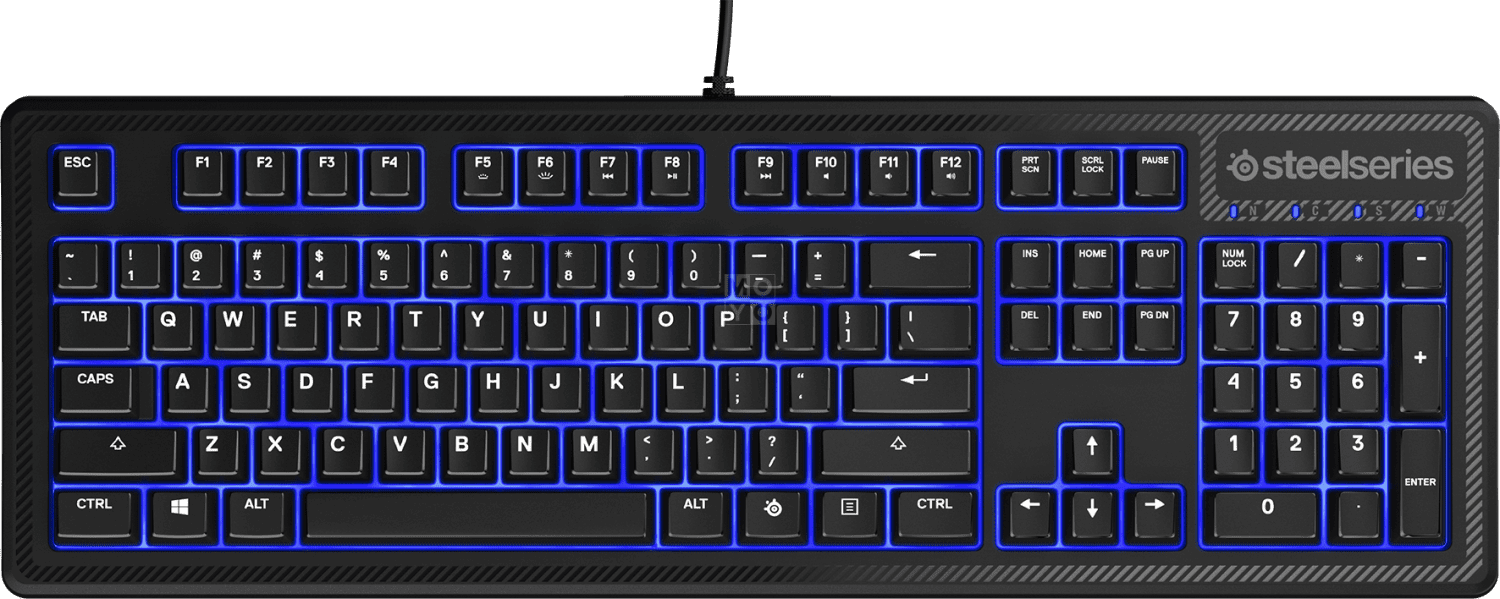 steelseries
N C S W
ESC F1 F2 F3 F4 F5 F6 F7 F8 F9 F10 F11 F12 PRT SCN SCRL LOCK PAUSE
~ ` ! 1 @ 2 # 3 $ 4 % 5 ^ 6 & 7 * 8 ( 9 ) 0 — - + = INS HOME PG UP NUM LOCK / * -
TAB Q W E R T Y U I O P { [ } ] | \ DEL END PG DN 7 8 9 +
CAPS A S D F G H J K L : ; “ ‘ 4 5 6
Z X C V B N M < , > . ? / 1 2 3 ENTER
CTRL ALT ALT CTRL 0 .
MOYO